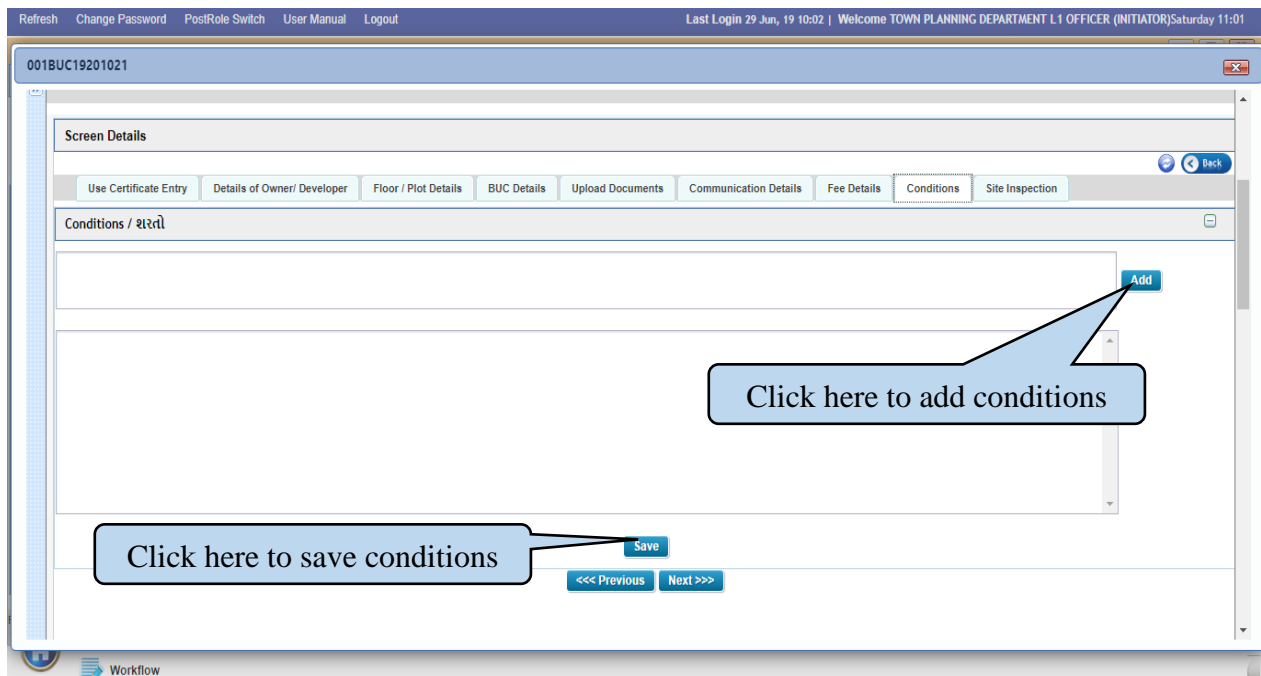 Refresh Change Password PostRole Switch User Manual Logout Last Login 29 Jun, 19 10:02 | Welcome TOWN PLANNING DEPARTMENT L1 OFFICER (INITIATOR)Saturday 11:01
001BUC19201021
Screen Details
Back
Use Certificate Entry Details of Owner/ Developer Floor / Plot Details BUC Details Upload Documents Communication Details Fee Details Conditions Site Inspection
Conditions / શરતો
Add
Click here to add conditions
Click here to save conditions
Save
<<< Previous Next >>>
Workflow